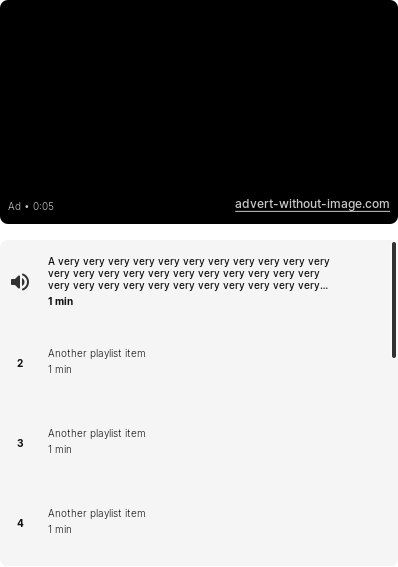 Ad • 0:05
advert-without-image.com
A very very very very very very very very very very very
very very very very very very very very very very very
very very very very very very very very very very very...
1 min
2
Another playlist item
1 min
3
Another playlist item
1 min
4
Another playlist item
1 min